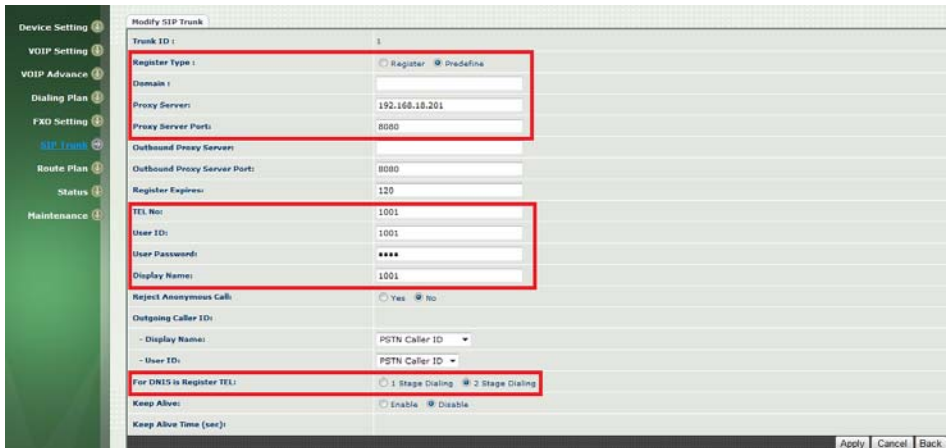 Device Setting
VOIP Setting
VOIP Advance
Dialing Plan
FXO Setting
SIP Trunk
Route Plan
Status
Maintenance
Modify SIP Trunk
Trunk ID : 1
Register Type : Register Predefine
Domain :
Proxy Server: 192.168.18.201
Proxy Server Port: 8080
Outbound Proxy Server:
Outbound Proxy Server Port: 8080
Register Expires: 120
TEL No: 1001
User ID: 1001
User Password: ••••
Display Name: 1001
Reject Anonymous Call: Yes No
Outgoing Caller ID:
- Display Name: PSTN Caller ID
- User ID: PSTN Caller ID
For DNIS is Register TEL: 1 Stage Dialing 2 Stage Dialing
Keep Alive: Enable Disable
Keep Alive Time (sec):
Apply Cancel Back